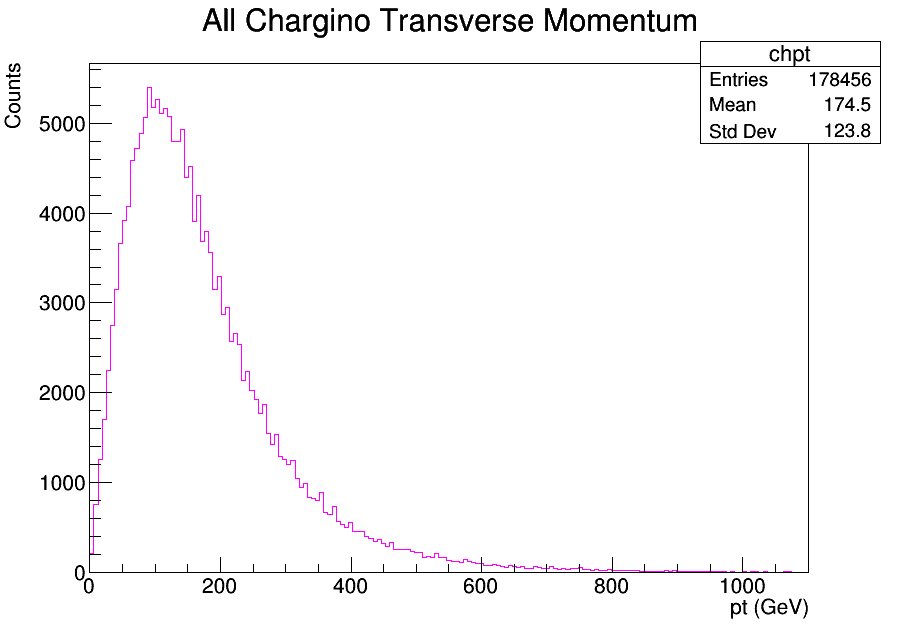 All Chargino Transverse Momentum
chpt
Entries 178456
Mean 174.5
Std Dev 123.8
Counts
5000
4000
3000
2000
1000
0
0 200 400 600 800 1000
pt (GeV)